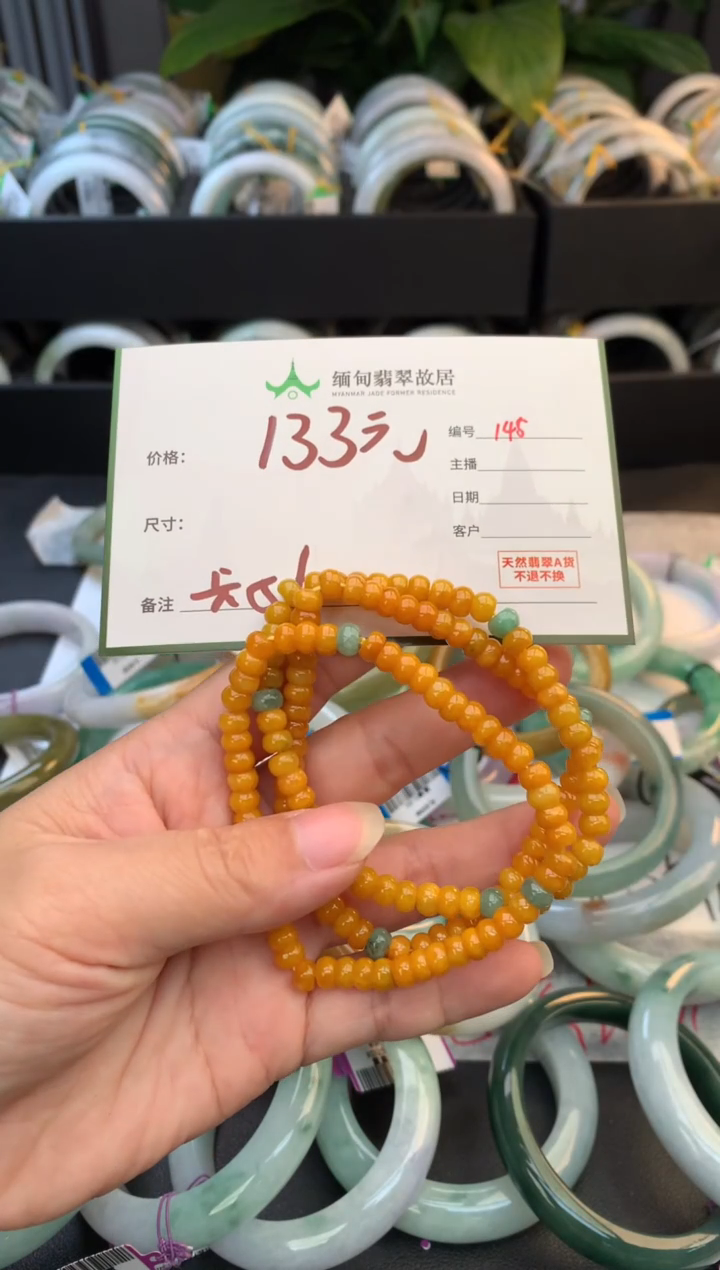 缅甸翡翠故居
MYANMAR JADE FORMER RESIDENCE
价格：133元
编号 145
主播
日期
尺寸：
客户
天然翡翠A货
不退不换
备注